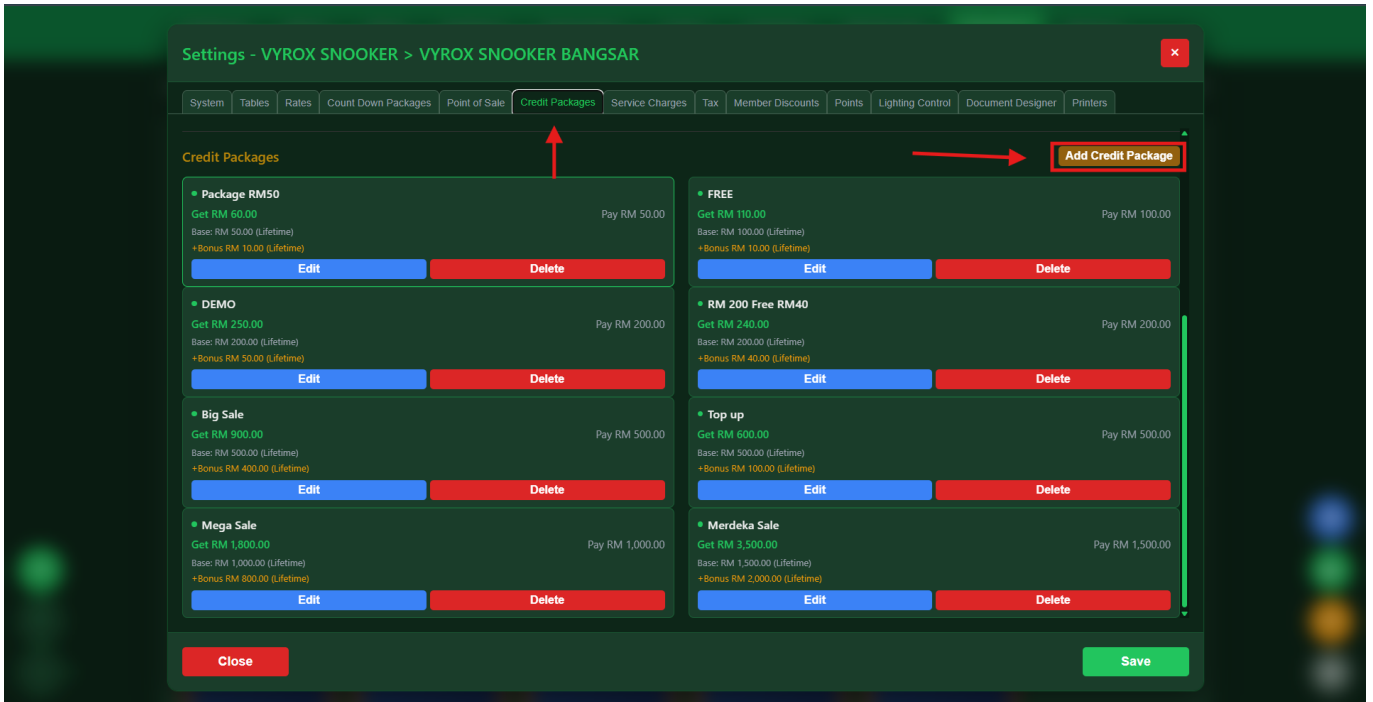 Settings - VYROX SNOOKER > VYROX SNOOKER BANGSAR
×
System Tables Rates Count Down Packages Point of Sale Credit Packages Service Charges Tax Member Discounts Points Lighting Control Document Designer Printers
Credit Packages
Add Credit Package
Package RM50
Get RM 60.00 Pay RM 50.00
Base: RM 50.00 (Lifetime)
+Bonus RM 10.00 (Lifetime)
Edit Delete
FREE
Get RM 110.00 Pay RM 100.00
Base: RM 100.00 (Lifetime)
+Bonus RM 10.00 (Lifetime)
Edit Delete
DEMO
Get RM 250.00 Pay RM 200.00
Base: RM 200.00 (Lifetime)
+Bonus RM 50.00 (Lifetime)
Edit Delete
RM 200 Free RM40
Get RM 240.00 Pay RM 200.00
Base: RM 200.00 (Lifetime)
+Bonus RM 40.00 (Lifetime)
Edit Delete
Big Sale
Get RM 900.00 Pay RM 500.00
Base: RM 500.00 (Lifetime)
+Bonus RM 400.00 (Lifetime)
Edit Delete
Top up
Get RM 600.00 Pay RM 500.00
Base: RM 500.00 (Lifetime)
+Bonus RM 100.00 (Lifetime)
Edit Delete
Mega Sale
Get RM 1,800.00 Pay RM 1,000.00
Base: RM 1,000.00 (Lifetime)
+Bonus RM 800.00 (Lifetime)
Edit Delete
Merdeka Sale
Get RM 3,500.00 Pay RM 1,500.00
Base: RM 1,500.00 (Lifetime)
+Bonus RM 2,000.00 (Lifetime)
Edit Delete
Close Save